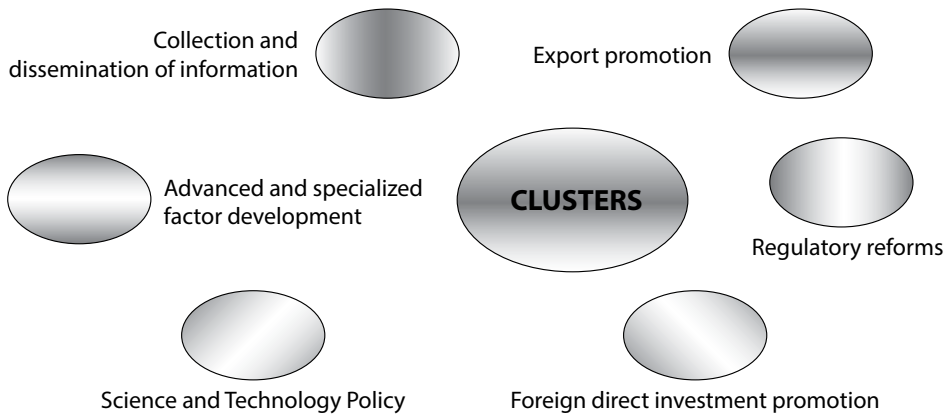 Collection and
dissemination of information
Export promotion
Advanced and specialized
factor development
CLUSTERS
Regulatory reforms
Science and Technology Policy
Foreign direct investment promotion